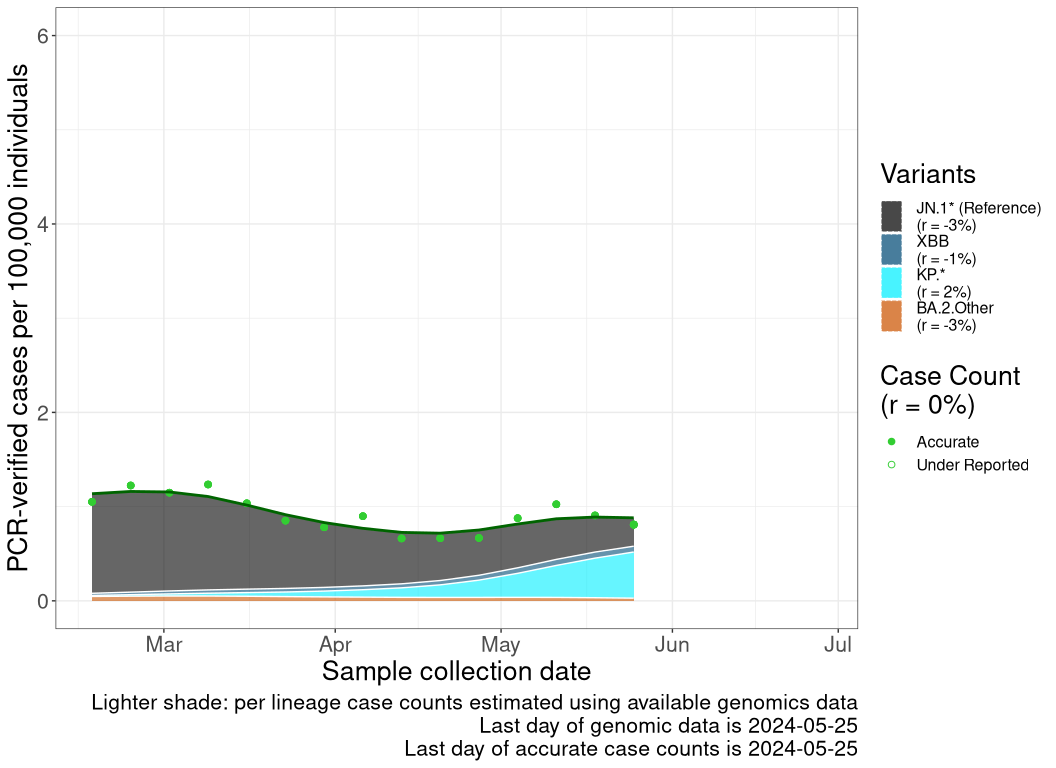 PCR-verified cases per 100,000 individuals
6
4
2
0
Mar
Apr
May
Jun
Jul
Sample collection date
Lighter shade: per lineage case counts estimated using available genomics data
Last day of genomic data is 2024-05-25
Last day of accurate case counts is 2024-05-25
Variants
JN.1* (Reference)
(r = -3%)
XBB
(r = -1%)
KP.*
(r = 2%)
BA.2.Other
(r = -3%)
Case Count
(r = 0%)
Accurate
Under Reported